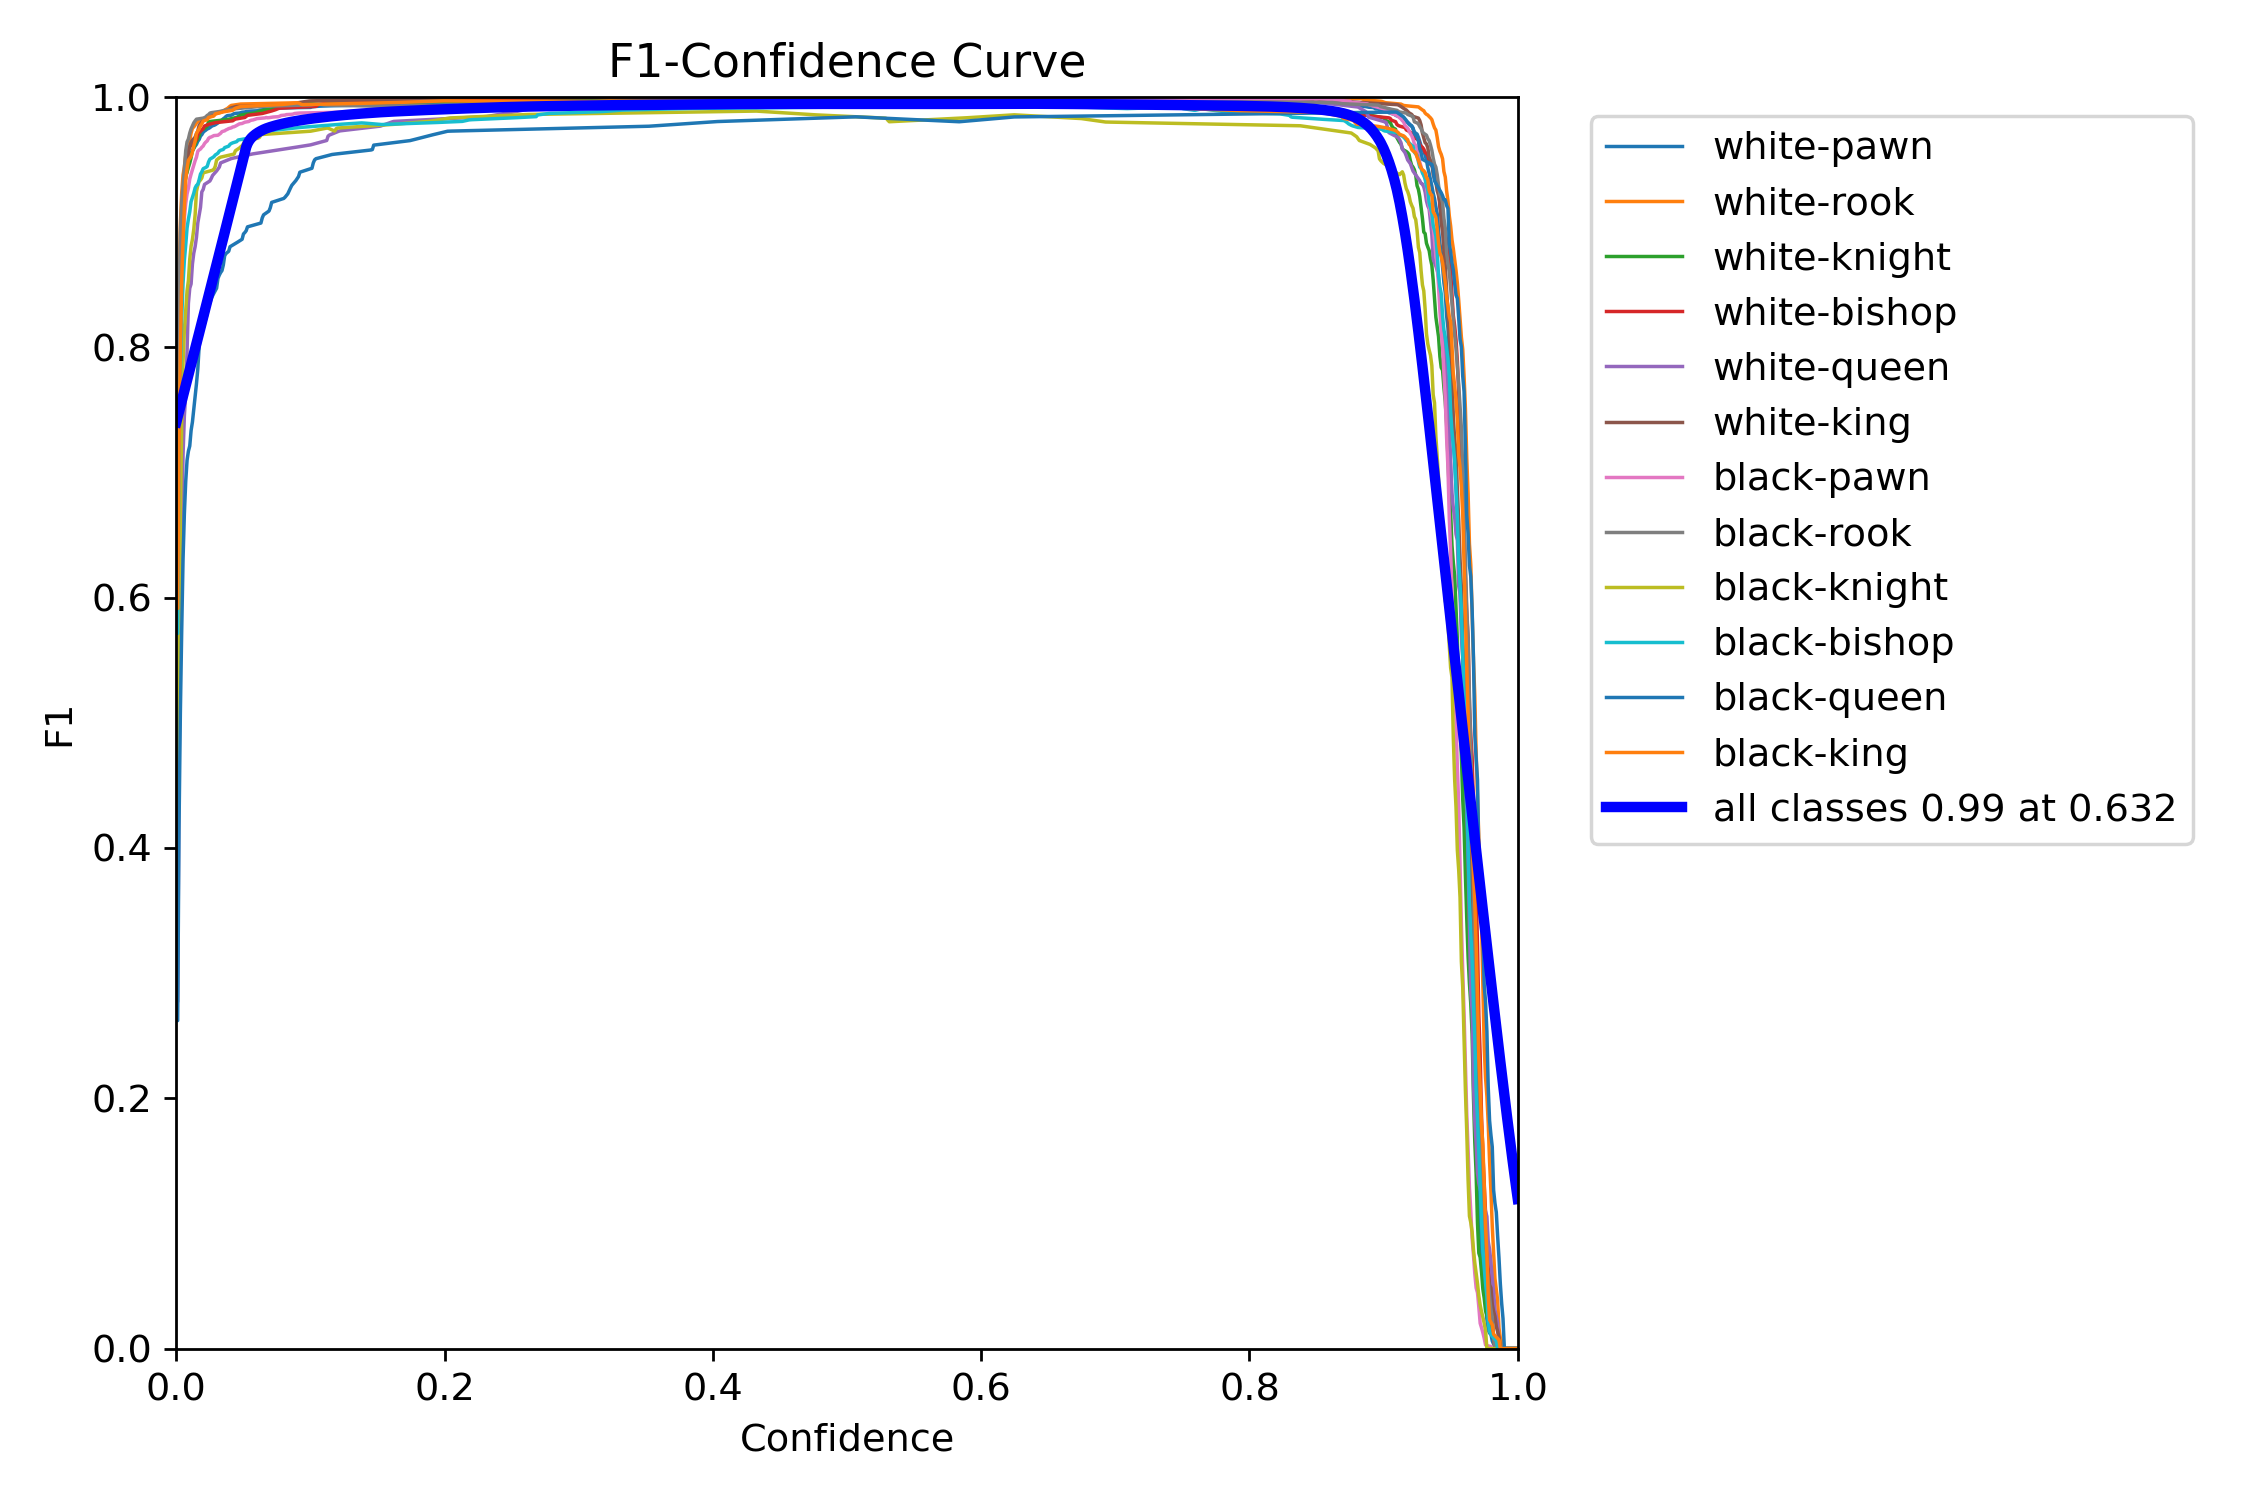 F1-Confidence Curve
1.0
0.8
0.6
0.4
0.2
0.0
F1
0.0 0.2 0.4 0.6 0.8 1.0
Confidence
white-pawn
white-rook
white-knight
white-bishop
white-queen
white-king
black-pawn
black-rook
black-knight
black-bishop
black-queen
black-king
all classes 0.99 at 0.632